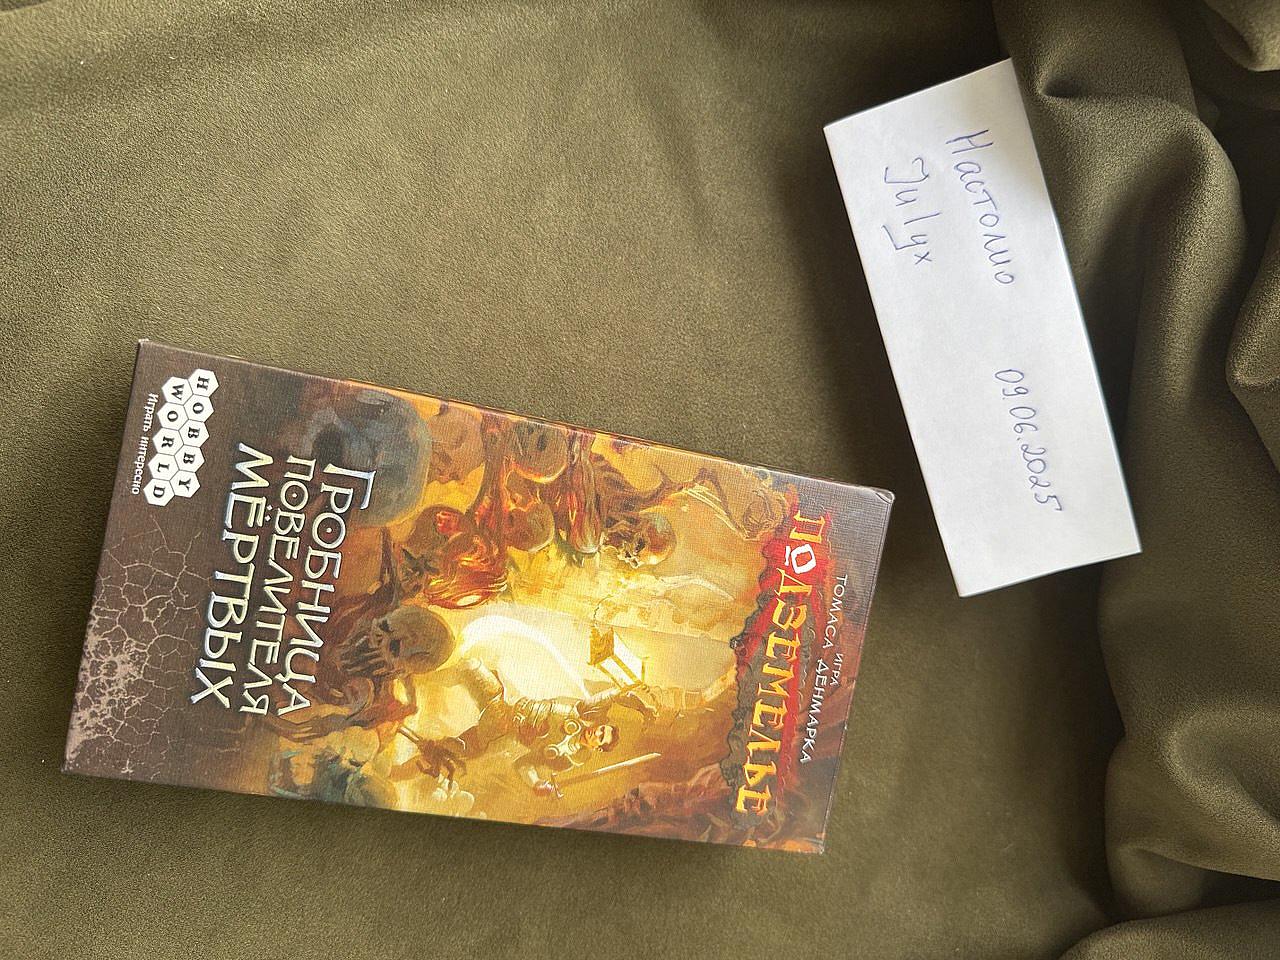 Настолио 09.06.2025
Julyx
ИГРА
ТОМАСА ДЕНМАРКА
ПОДЗЕМЕЛЬЕ
ГРОБНИЦА
ПОВЕЛИТЕЛЯ
МЁРТВЫХ
HOBBY
WORLD
Играть интересно